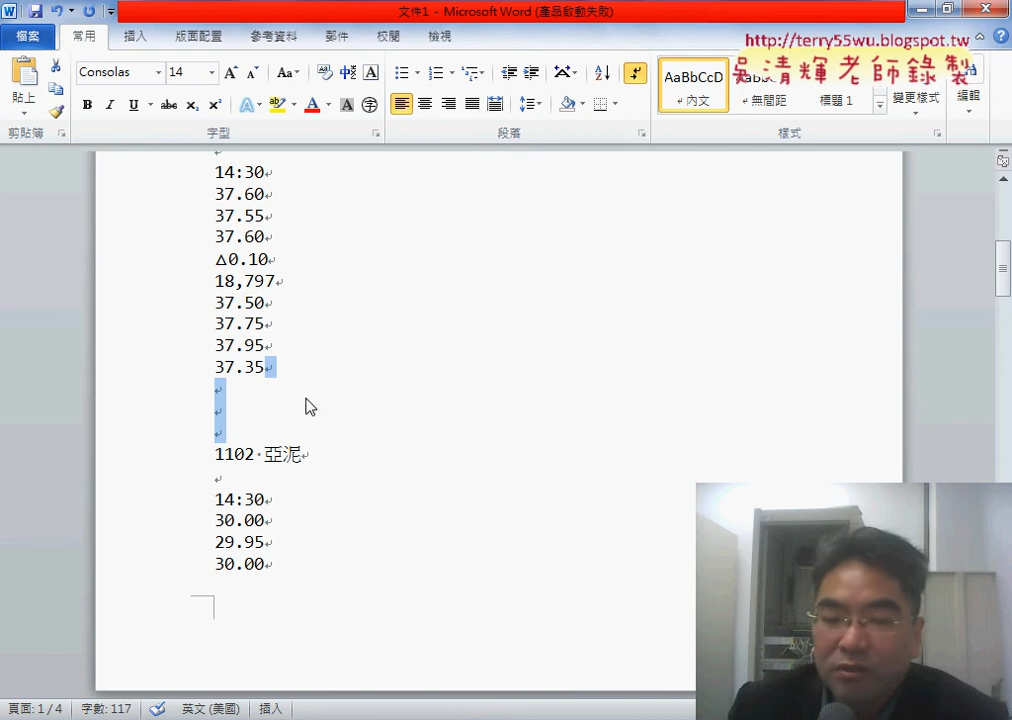 文件1 - Microsoft Word (產品啟動失敗)
http://terry55wu.blogspot.tw
吳清輝老師錄製
檔案 常用 插入 版面配置 參考資料 郵件 校閱 檢視
貼上
Consolas 14
AaBbCcD
內文
無間距
標題 1
變更樣式
編輯
剪貼簿 字型 段落 樣式
14:30
37.60
37.55
37.60
△0.10
18,797
37.50
37.75
37.95
37.35
1102 亞泥
14:30
30.00
29.95
30.00
頁面: 1 / 4 字數: 117 英文 (美國) 插入